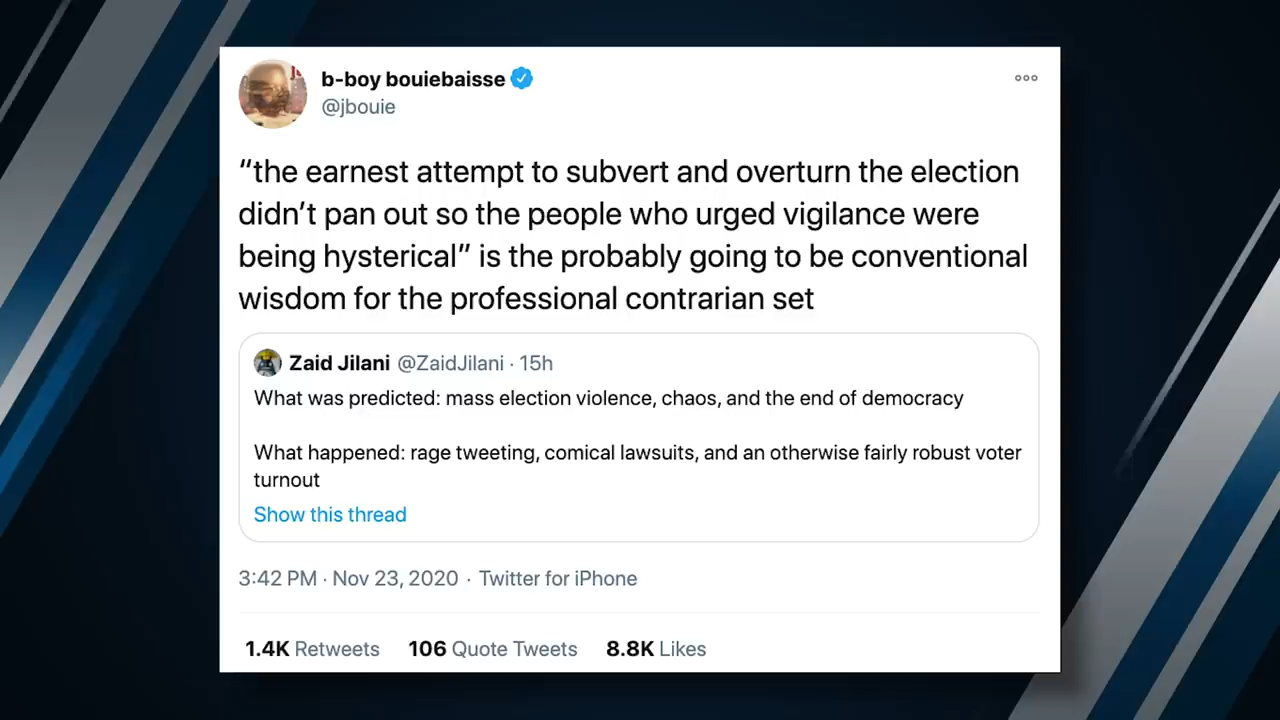 b-boy bouiebaisse
@jbouie
“the earnest attempt to subvert and overturn the election
didn’t pan out so the people who urged vigilance were
being hysterical” is the probably going to be conventional
wisdom for the professional contrarian set
Zaid Jilani @ZaidJilani · 15h
What was predicted: mass election violence, chaos, and the end of democracy
What happened: rage tweeting, comical lawsuits, and an otherwise fairly robust voter
turnout
Show this thread
3:42 PM · Nov 23, 2020 · Twitter for iPhone
1.4K Retweets 106 Quote Tweets 8.8K Likes